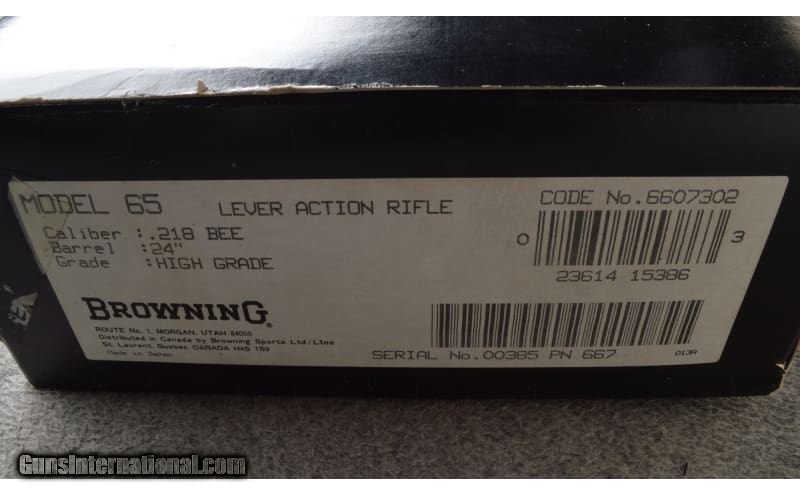 MODEL 65 LEVER ACTION RIFLE
CODE No.6607302
Caliber :.218 BEE
Barrel :24"
Grade :HIGH GRADE
0 23614 15386 3
BROWNING®
ROUTE No. 1, MORGAN, UTAH 84050
Distributed in Canada by Browning Sports Ltd/Ltee
St. Laurent, Quebec CANADA H4S 1S9
Made in Japan
SERIAL No.00385 PN 667
013A
GunsInternational.com